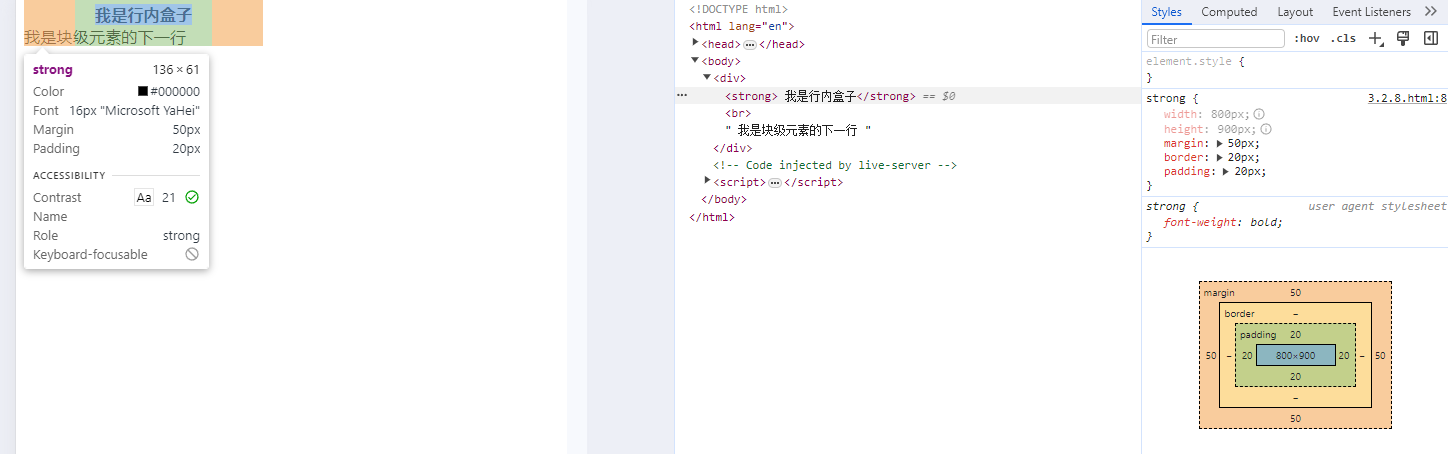 我是行内盒子
我是块级元素的下一行
strong 136 × 61
Color #000000
Font 16px "Microsoft YaHei"
Margin 50px
Padding 20px
ACCESSIBILITY
Contrast Aa 21
Name
Role strong
Keyboard-focusable
<!DOCTYPE html>
<html lang="en">
<head>…</head>
<body>
<div>
… <strong> 我是行内盒子</strong> == $0
<br>
" 我是块级元素的下一行 "
</div>
<!-- Code injected by live-server -->
<script>…</script>
</body>
</html>
Styles Computed Layout Event Listeners
Filter :hov .cls
element.style {
}
strong { 3.2.8.html:8
width: 800px;
height: 900px;
margin: 50px;
border: 20px;
padding: 20px;
}
strong { user agent stylesheet
font-weight: bold;
}
margin 50
border –
padding 20
50 – 20 800×900 20 – 50
20
–
50